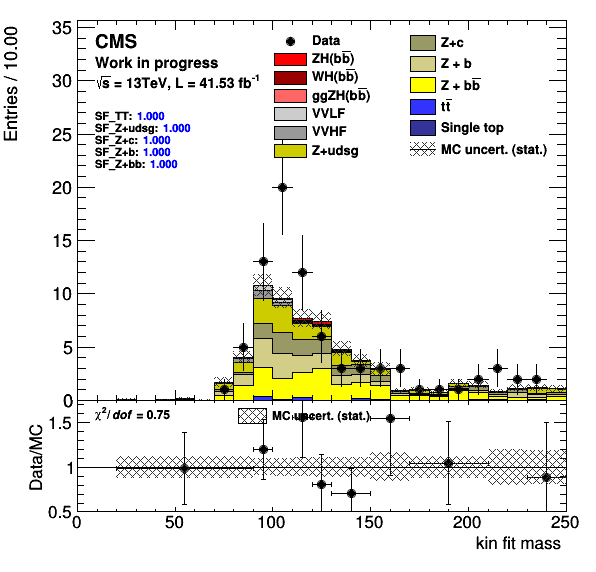 CMS
Work in progress
√s = 13TeV, L = 41.53 fb⁻¹
SF_TT: 1.000
SF_Z+udsg: 1.000
SF_Z+c: 1.000
SF_Z+b: 1.000
SF_Z+bb: 1.000
Data
ZH(bb̅)
WH(bb̅)
ggZH(bb̅)
VVLF
VVHF
Z+udsg
Z+c
Z + b
Z + bb̅
tt̅
Single top
MC uncert. (stat.)
Entries / 10.00
35
30
25
20
15
10
5
0
χ²/ dof = 0.75
MC uncert. (stat.)
Data/MC
1.5
1
0.5
0 50 100 150 200 250
kin fit mass